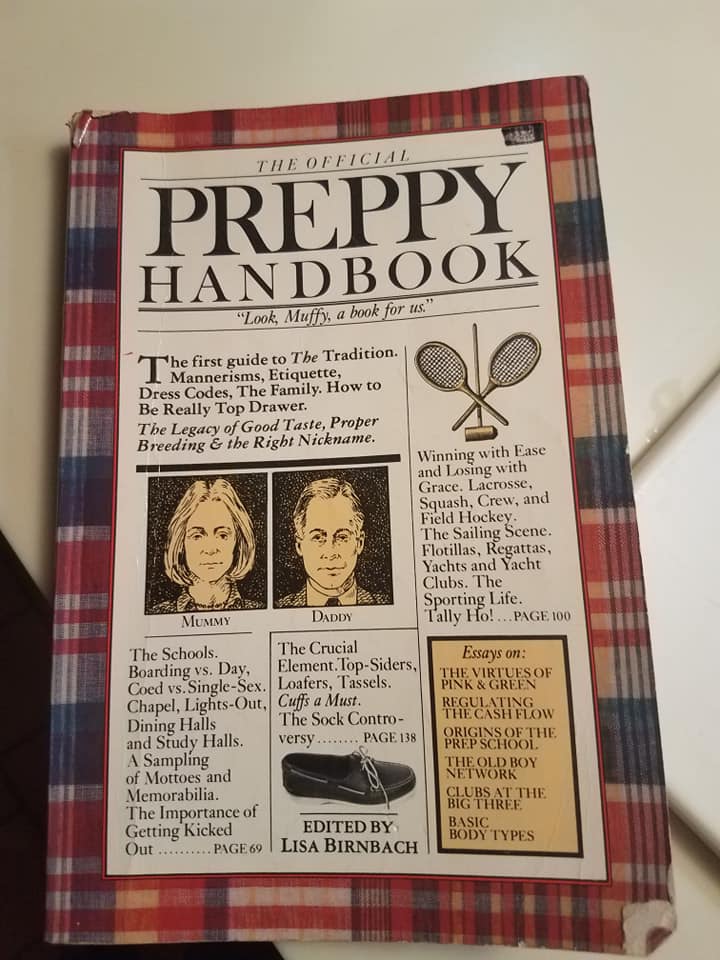 THE OFFICIAL
PREPPY
HANDBOOK
"Look, Muffy, a book for us."
The first guide to The Tradition.
Mannerisms, Etiquette,
Dress Codes, The Family. How to
Be Really Top Drawer.
The Legacy of Good Taste, Proper
Breeding & the Right Nickname.
MUMMY
DADDY
Winning with Ease
and Losing with
Grace. Lacrosse,
Squash, Crew, and
Field Hockey.
The Sailing Scene.
Flotillas, Regattas,
Yachts and Yacht
Clubs. The
Sporting Life.
Tally Ho! ... PAGE 100
The Schools.
Boarding vs. Day,
Coed vs. Single-Sex.
Chapel, Lights-Out,
Dining Halls
and Study Halls.
A Sampling
of Mottoes and
Memorabilia.
The Importance of
Getting Kicked
Out .......... PAGE 69
The Crucial
Element. Top-Siders,
Loafers, Tassels.
Cuffs a Must.
The Sock Contro-
versy ........ PAGE 138
EDITED BY
LISA BIRNBACH
Essays on:
THE VIRTUES OF
PINK & GREEN
REGULATING
THE CASH FLOW
ORIGINS OF THE
PREP SCHOOL
THE OLD BOY
NETWORK
CLUBS AT THE
BIG THREE
BASIC
BODY TYPES